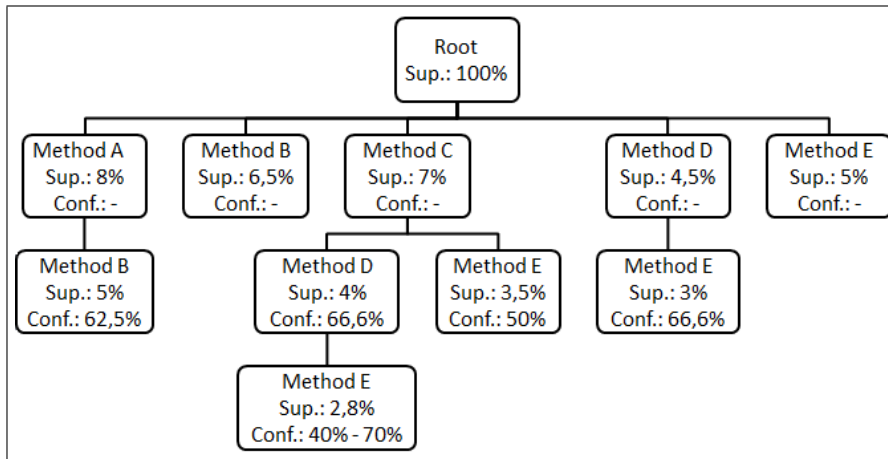 Root
Sup.: 100%
Method A
Sup.: 8%
Conf.: -
Method B
Sup.: 6,5%
Conf.: -
Method C
Sup.: 7%
Conf.: -
Method D
Sup.: 4,5%
Conf.: -
Method E
Sup.: 5%
Conf.: -
Method B
Sup.: 5%
Conf.: 62,5%
Method D
Sup.: 4%
Conf.: 66,6%
Method E
Sup.: 3,5%
Conf.: 50%
Method E
Sup.: 3%
Conf.: 66,6%
Method E
Sup.: 2,8%
Conf.: 40% - 70%